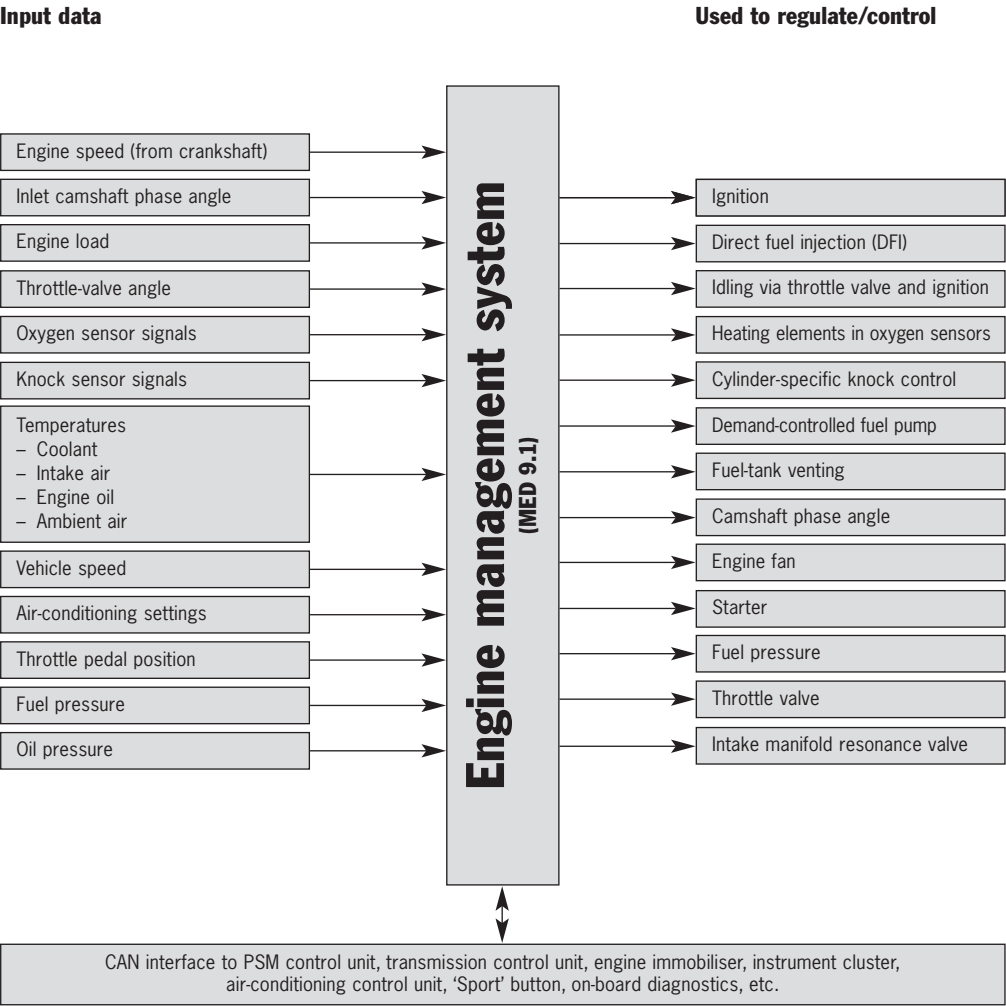 Input data
Used to regulate/control
Engine speed (from crankshaft)
Inlet camshaft phase angle
Engine load
Throttle-valve angle
Oxygen sensor signals
Knock sensor signals
Temperatures
– Coolant
– Intake air
– Engine oil
– Ambient air
Vehicle speed
Air-conditioning settings
Throttle pedal position
Fuel pressure
Oil pressure
Engine management system
(MED 9.1)
Ignition
Direct fuel injection (DFI)
Idling via throttle valve and ignition
Heating elements in oxygen sensors
Cylinder-specific knock control
Demand-controlled fuel pump
Fuel-tank venting
Camshaft phase angle
Engine fan
Starter
Fuel pressure
Throttle valve
Intake manifold resonance valve
CAN interface to PSM control unit, transmission control unit, engine immobiliser, instrument cluster,
air-conditioning control unit, ‘Sport’ button, on-board diagnostics, etc.